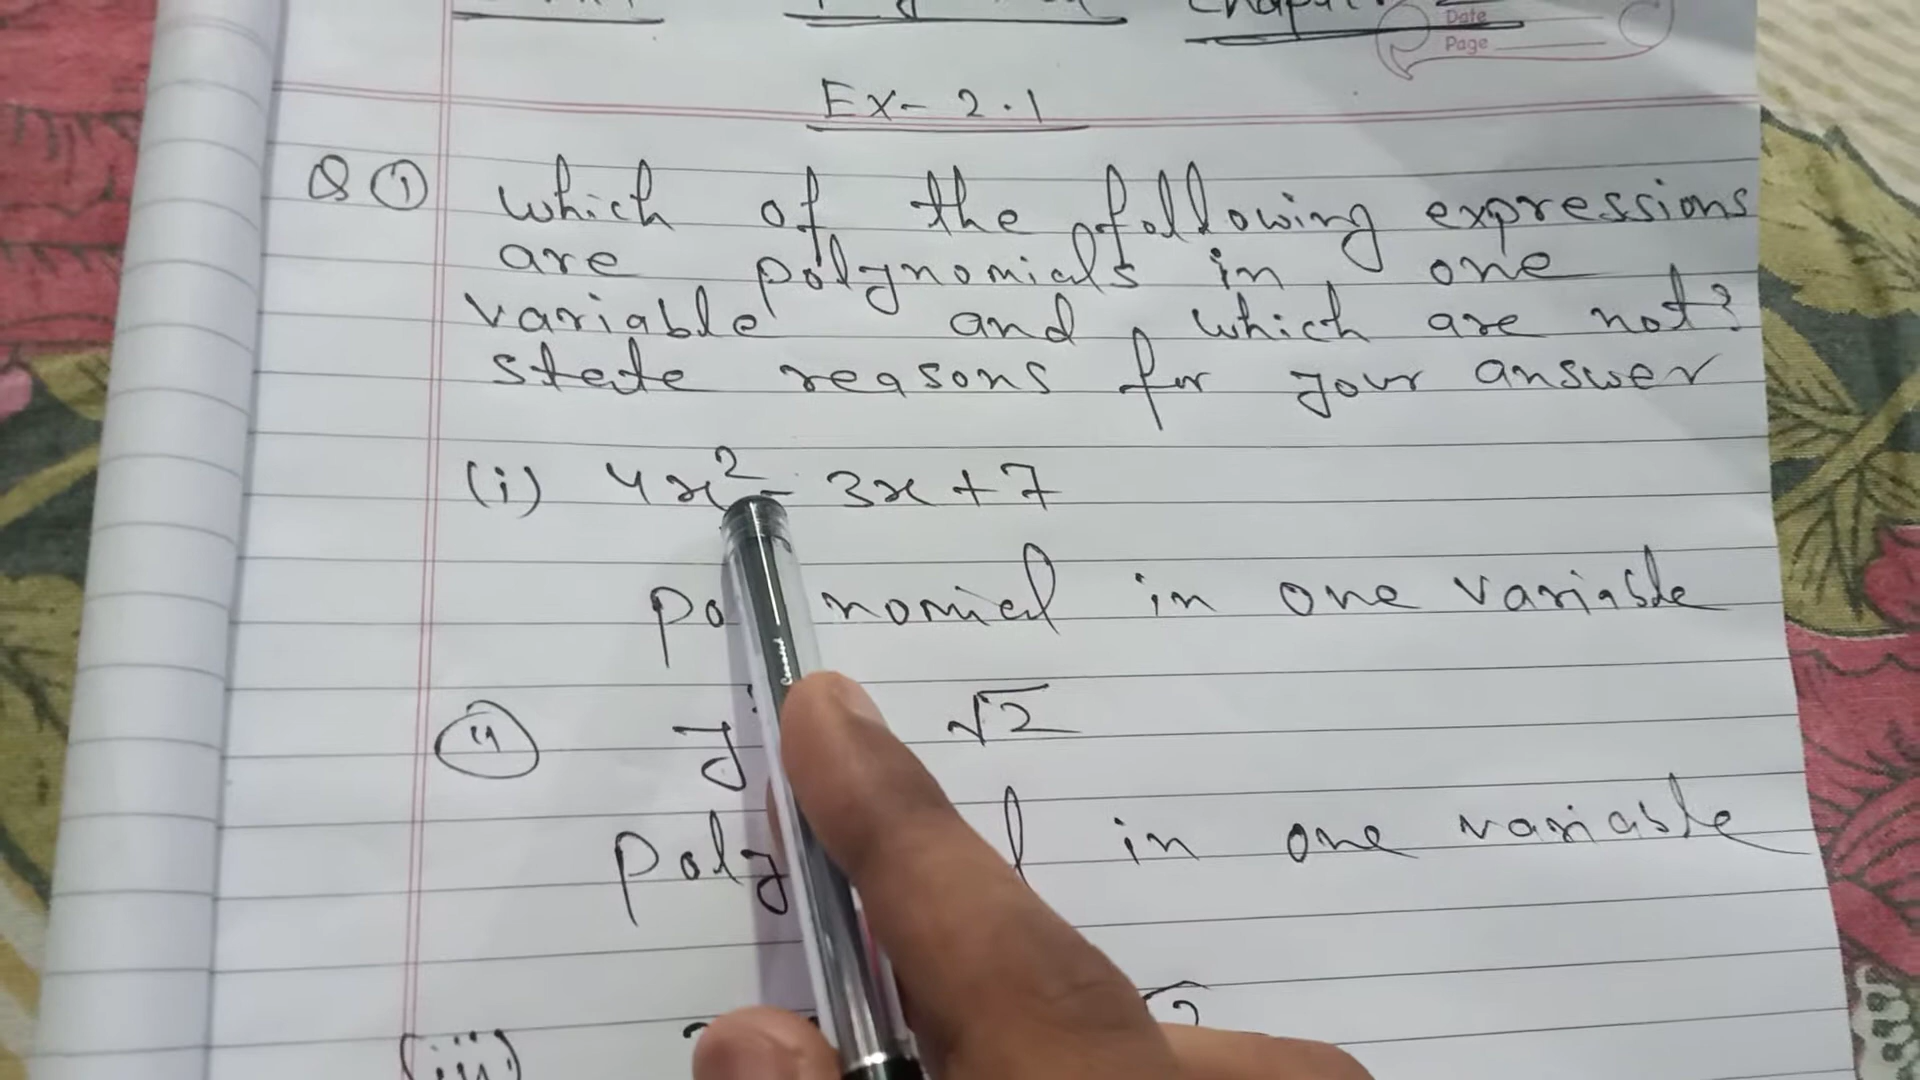 Date
Page
Ex- 2.1
Q ① which of the following expressions
are polynomials in one
variable and which are not?
state reasons for your answer
(i) 4x² - 3x + 7
in one variable
(ii) √2
in one variable
(iii)